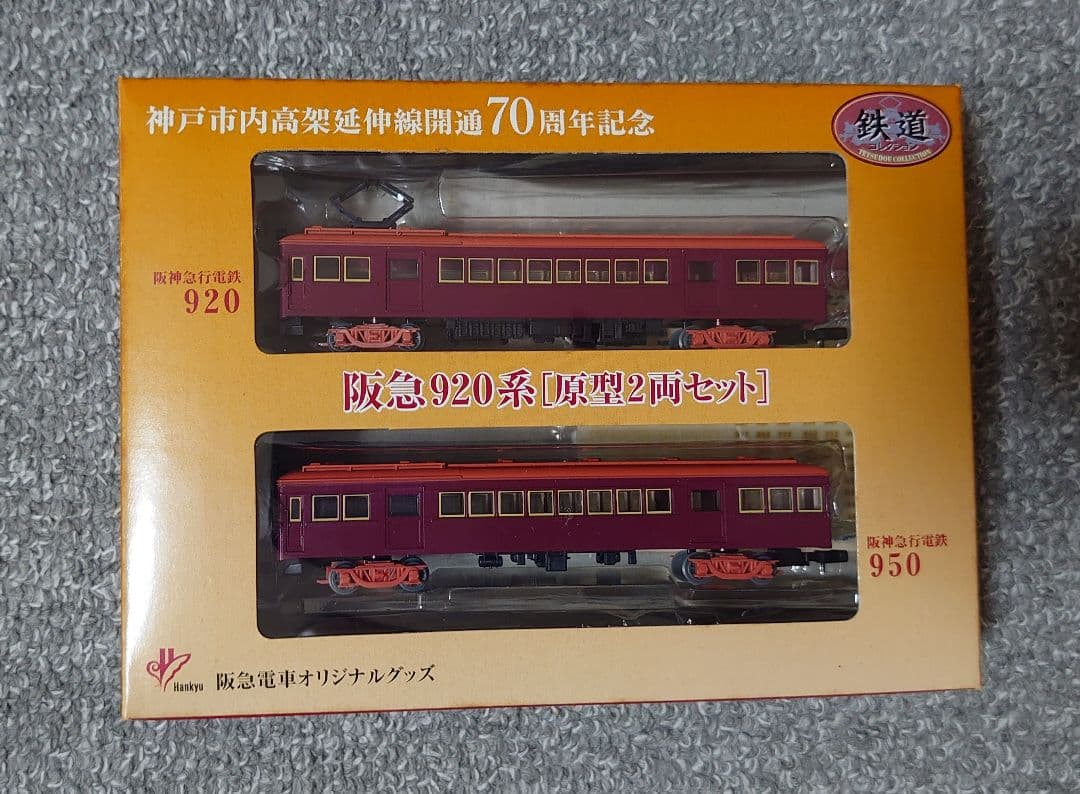 神戸市内高架延伸線開通70周年記念
鉄道
コレクション
TETSUDOU COLLECTION
阪神急行電鉄
920
阪急920系[原型2両セット]
阪神急行電鉄
950
Hankyu
阪急電車オリジナルグッズ